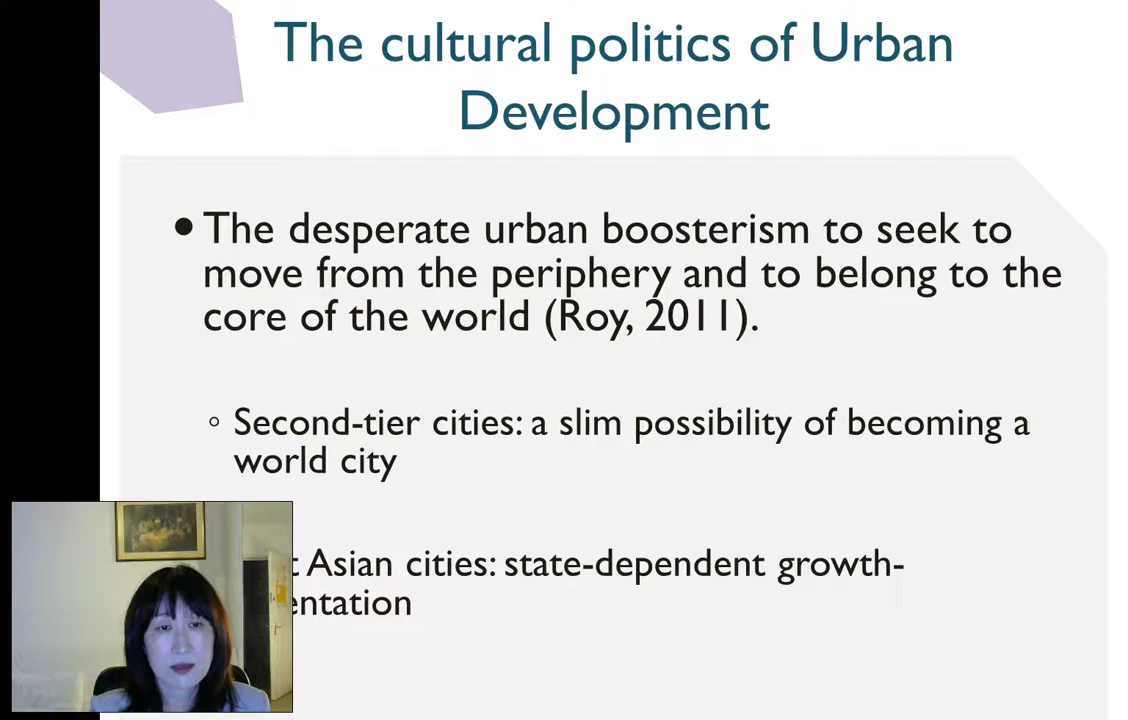 The cultural politics of Urban
Development
• The desperate urban boosterism to seek to
move from the periphery and to belong to the
core of the world (Roy, 2011).
◦ Second-tier cities: a slim possibility of becoming a
world city
Asian cities: state-dependent growth-